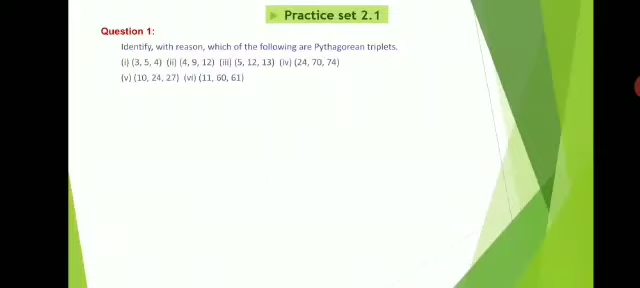 Practice set 2.1
Question 1:
Identify, with reason, which of the following are Pythagorean triplets.
(i) (3, 5, 4) (ii) (4, 9, 12) (iii) (5, 12, 13) (iv) (24, 70, 74)
(v) (10, 24, 27) (vi) (11, 60, 61)